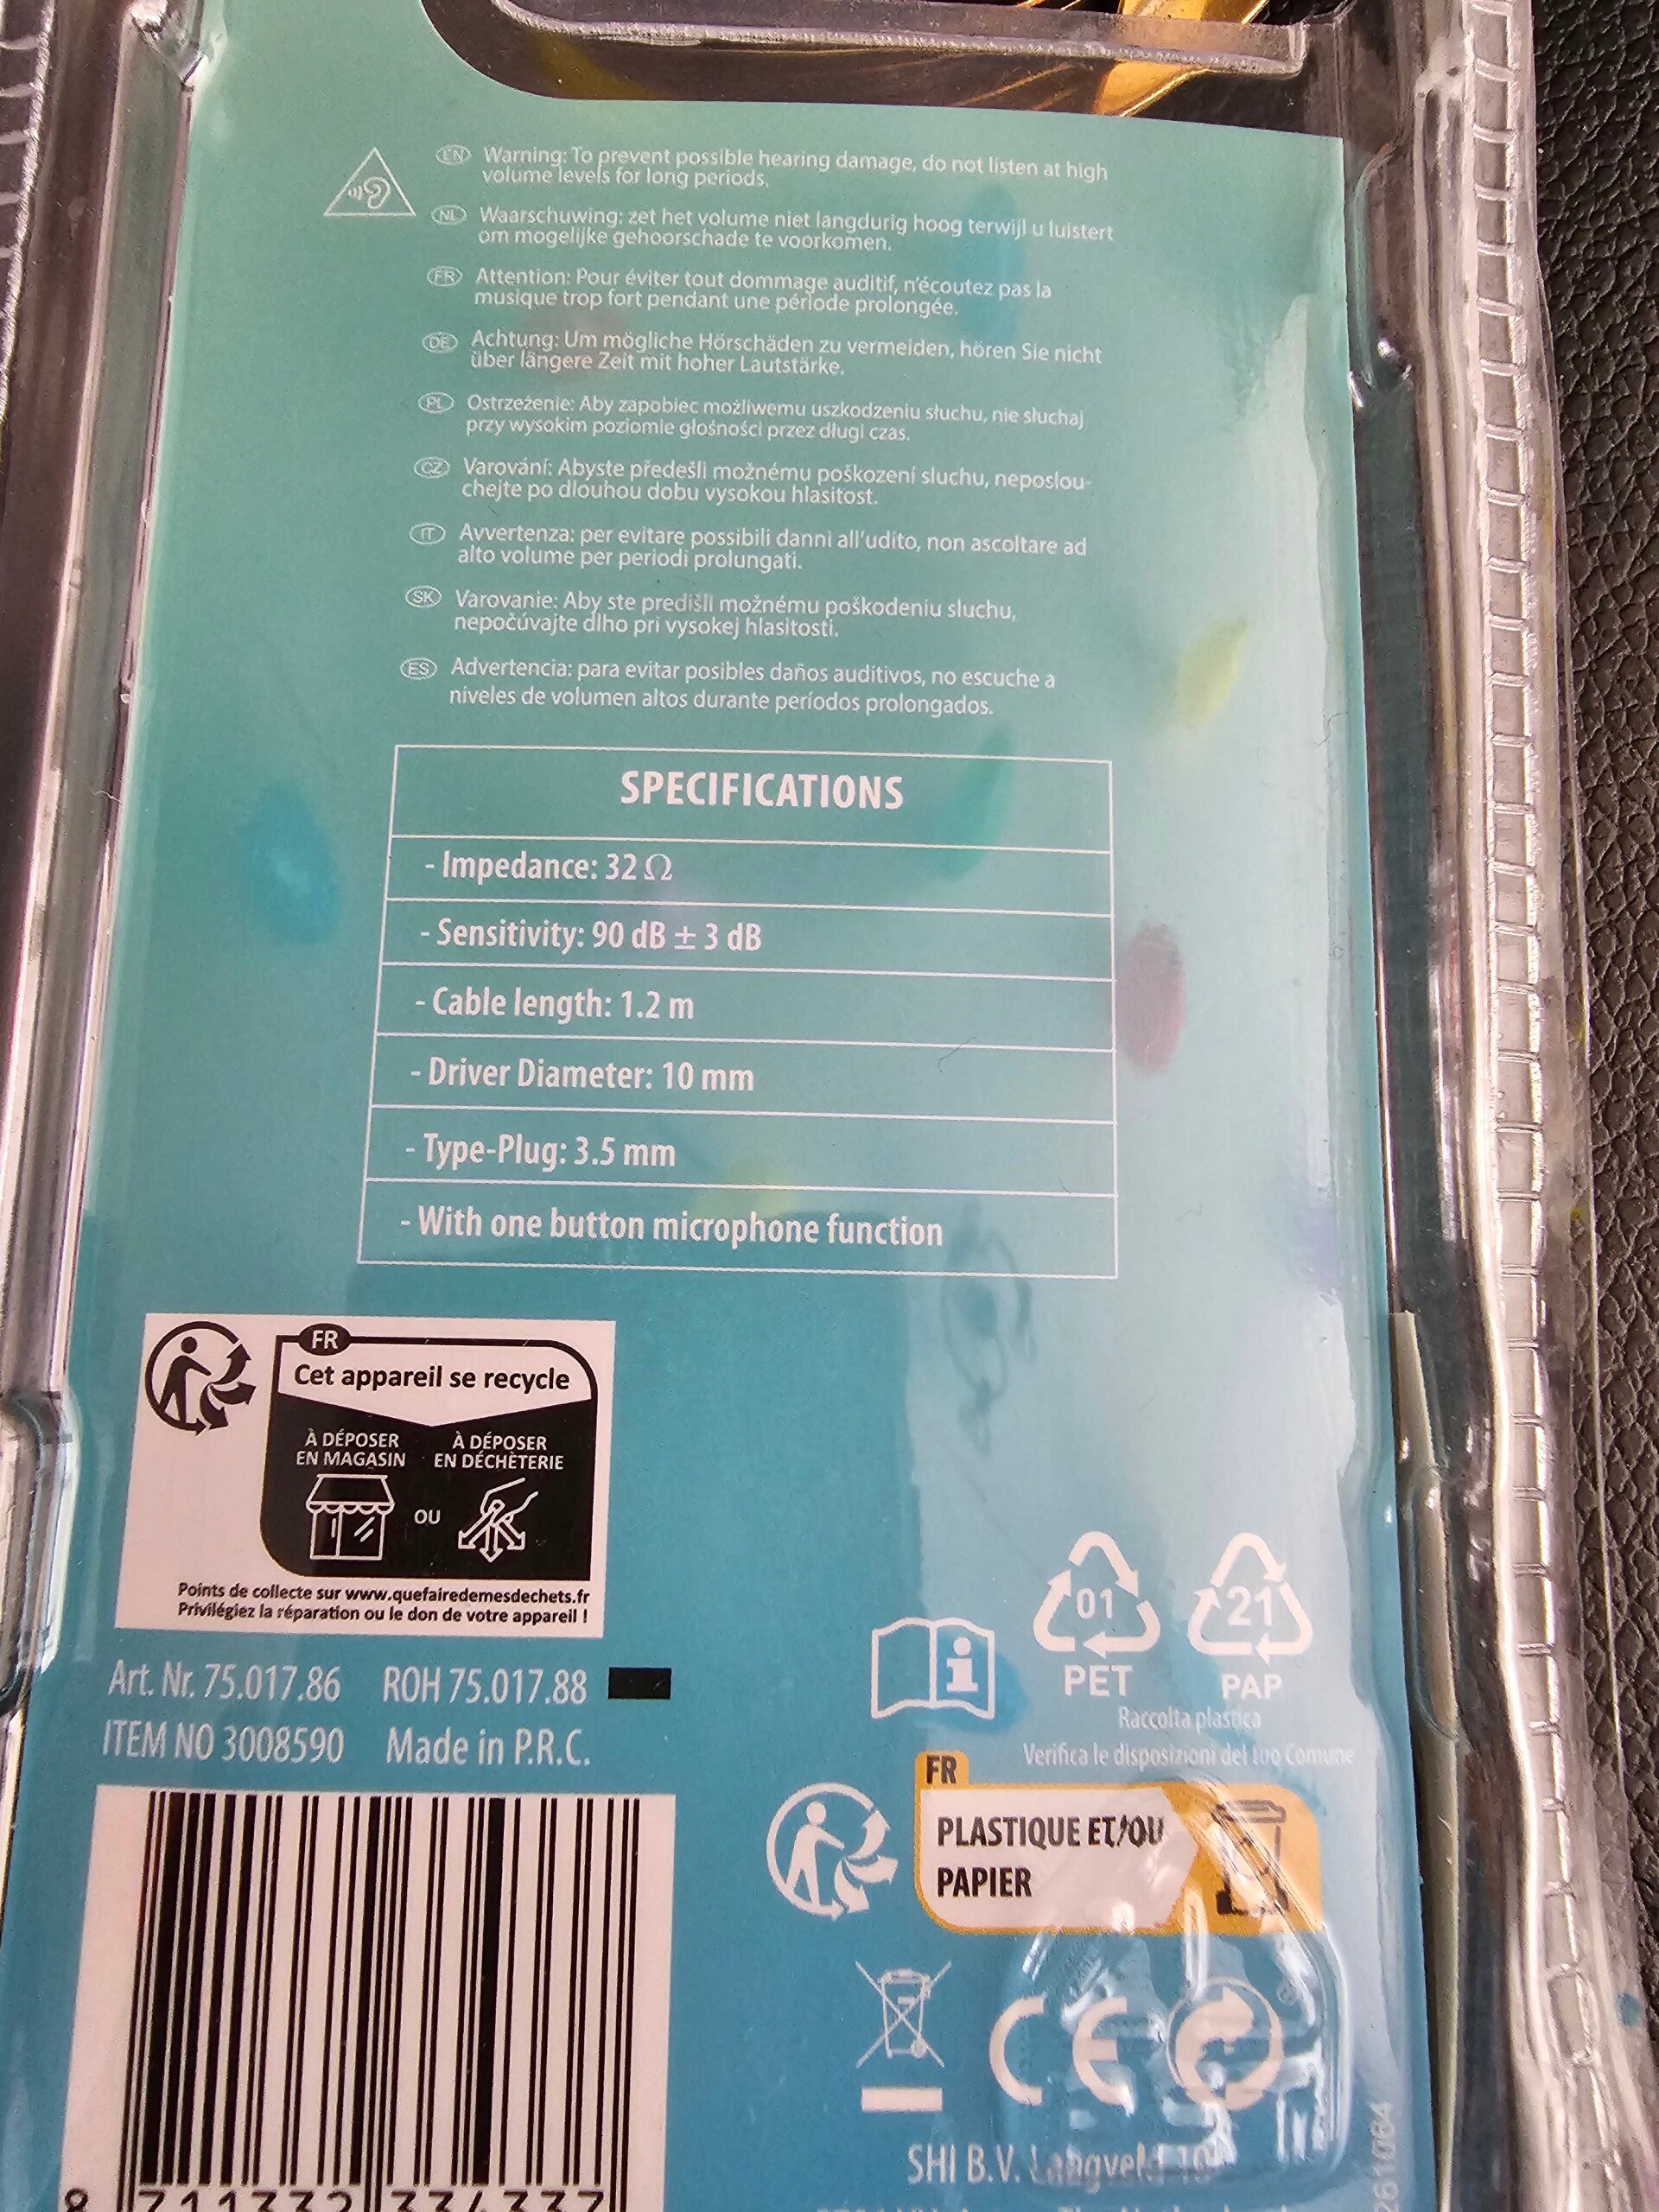 EN Warning: To prevent possible hearing damage, do not listen at high
volume levels for long periods.
NL Waarschuwing: zet het volume niet langdurig hoog terwijl u luistert
om mogelijke gehoorschade te voorkomen.
FR Attention: Pour éviter tout dommage auditif, n'écoutez pas la
musique trop fort pendant une période prolongée.
DE Achtung: Um mögliche Hörschäden zu vermeiden, hören Sie nicht
über längere Zeit mit hoher Lautstärke.
PL Ostrzeżenie: Aby zapobiec możliwemu uszkodzeniu słuchu, nie słuchaj
przy wysokim poziomie głośności przez długi czas.
CZ Varování: Abyste předešli možnému poškození sluchu, neposlou-
chejte po dlouhou dobu vysokou hlasitost.
IT Avvertenza: per evitare possibili danni all'udito, non ascoltare ad
alto volume per periodi prolungati.
SK Varovanie: Aby ste predišli možnému poškodeniu sluchu,
nepočúvajte dlho pri vysokej hlasitosti.
ES Advertencia: para evitar posibles daños auditivos, no escuche a
niveles de volumen altos durante períodos prolongados.
SPECIFICATIONS
- Impedance: 32 Ω
- Sensitivity: 90 dB ± 3 dB
- Cable length: 1.2 m
- Driver Diameter: 10 mm
- Type-Plug: 3.5 mm
- With one button microphone function
FR
Cet appareil se recycle
À DÉPOSER EN MAGASIN
OU
À DÉPOSER EN DÉCHÈTERIE
Points de collecte sur www.quefairedemesdechets.fr
Privilégiez la réparation ou le don de votre appareil !
Art. Nr. 75.017.86 ROH 75.017.88
ITEM NO 3008590 Made in P.R.C.
01 21
PET PAP
Raccolta plastica
Verifica le disposizioni del tuo Comune
FR
PLASTIQUE ET/OU
PAPIER
CE
SHI B.V.
8 711332 334337